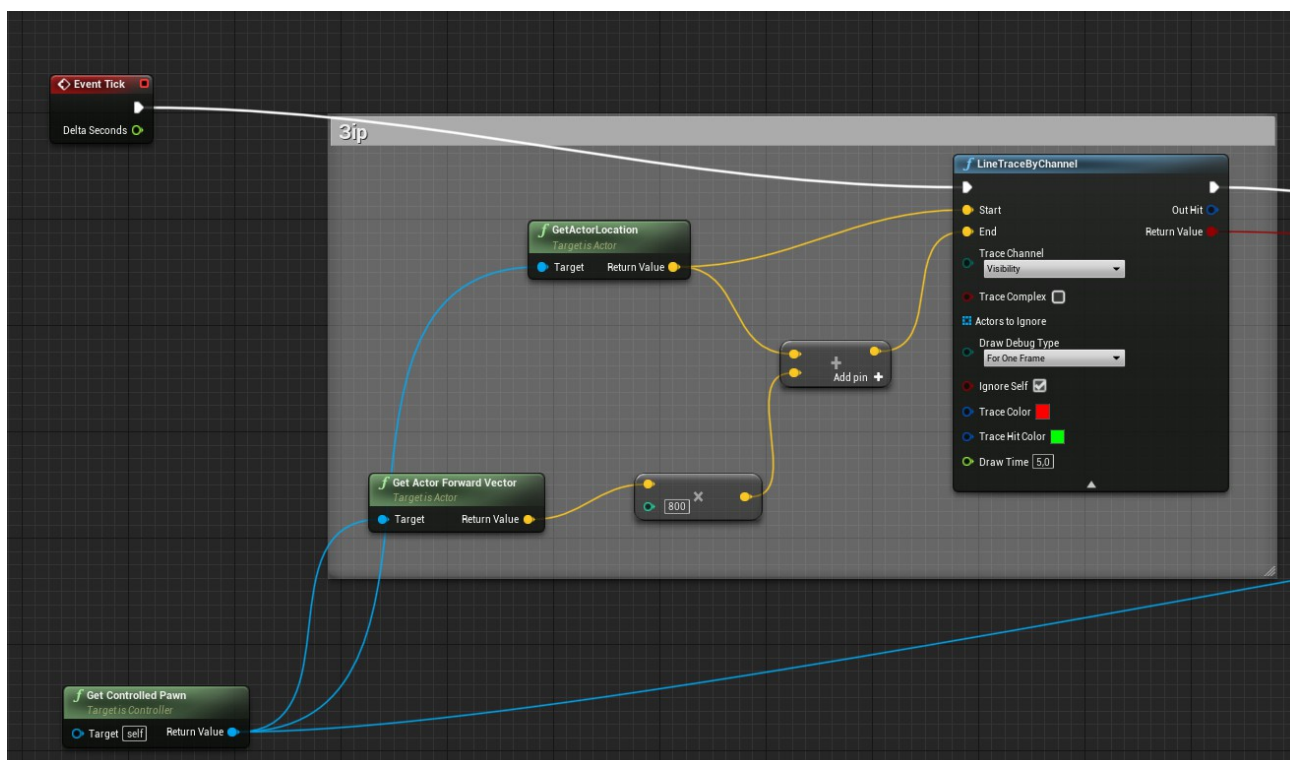 Event Tick
Delta Seconds
Зір
LineTraceByChannel
Start
Out Hit
End
Return Value
Trace Channel
Visibility
Trace Complex
Actors to Ignore
Draw Debug Type
For One Frame
Ignore Self
Trace Color
Trace Hit Color
Draw Time 5,0
GetActorLocation
Target is Actor
Target Return Value
+
Add pin +
Get Actor Forward Vector
Target is Actor
Target Return Value
800 ×
Get Controlled Pawn
Target is Controller
Target self Return Value